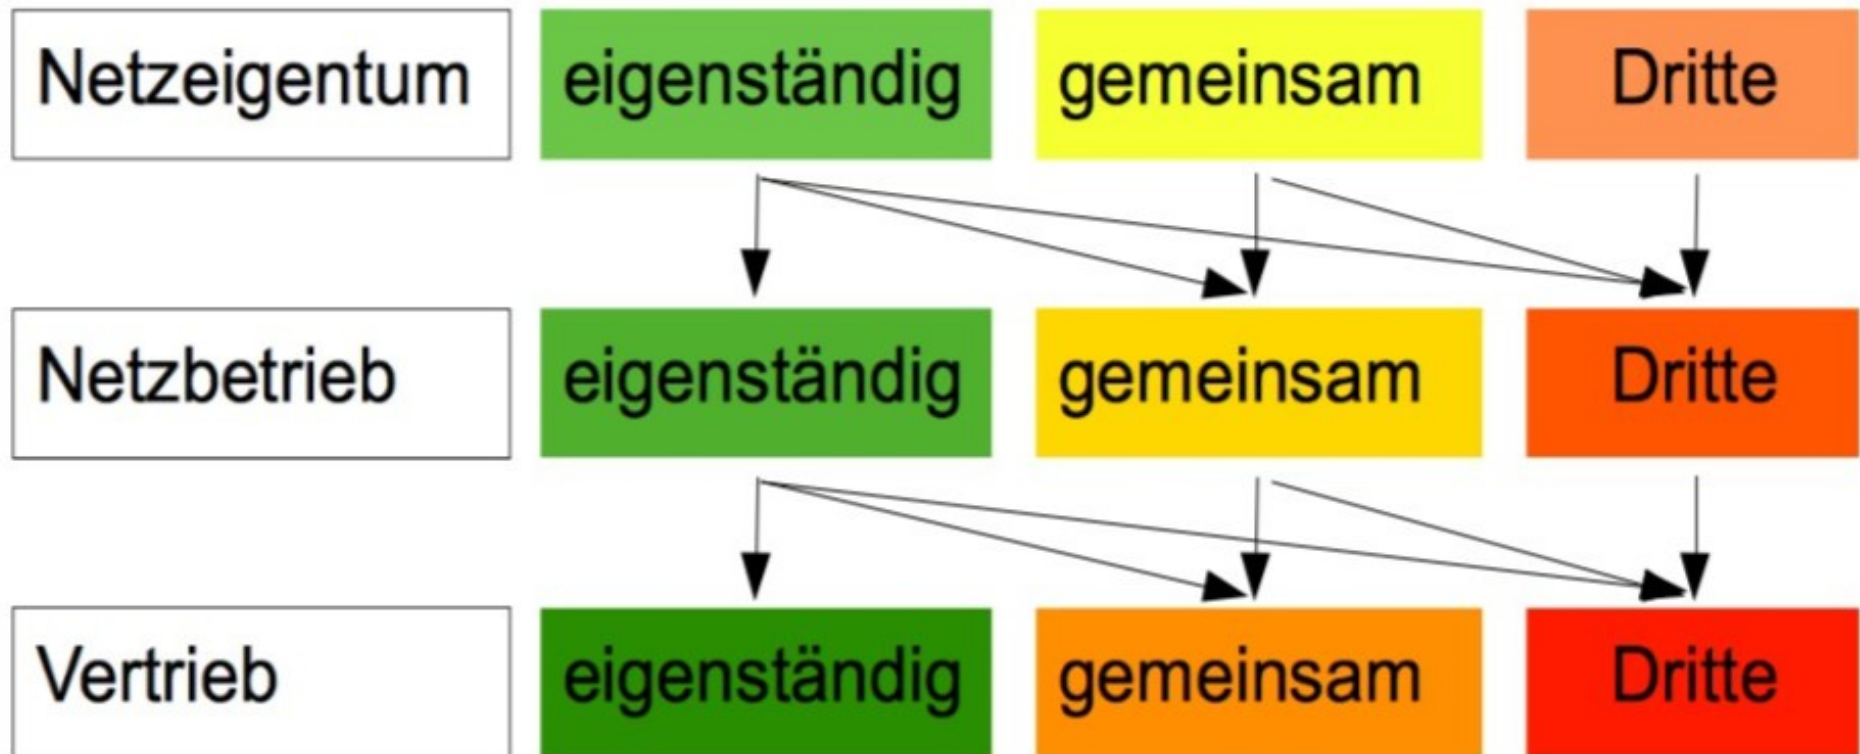 Netzeigentum eigenständig gemeinsam Dritte
Netzbetrieb eigenständig gemeinsam Dritte
Vertrieb eigenständig gemeinsam Dritte